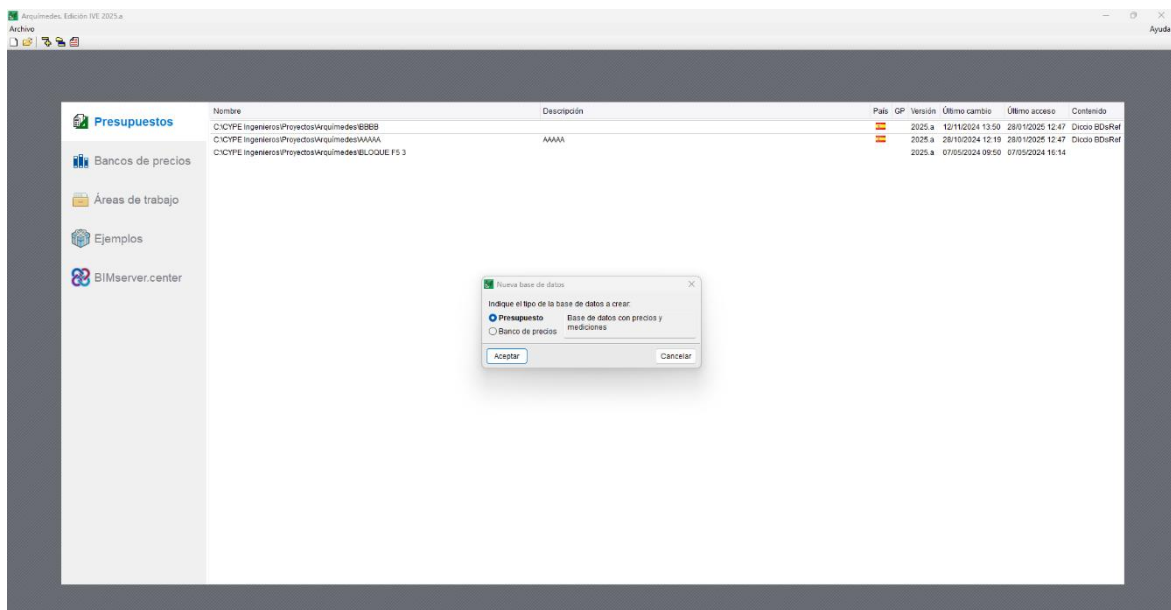 Arquímedes. Edición IVE 2025.a
Archivo Ayuda
Presupuestos
Bancos de precios
Áreas de trabajo
Ejemplos
BIMserver.center
Nombre Descripción País GP Versión Último cambio Último acceso Contenido
C:\CYPE Ingenieros\Proyectos\Arquímedes\BBBB 2025.a 12/11/2024 13:50 28/01/2025 12:47 Diccio BDsRef
C:\CYPE Ingenieros\Proyectos\Arquímedes\AAAAA AAAAA 2025.a 28/10/2024 12:19 28/01/2025 12:47 Diccio BDsRef
C:\CYPE Ingenieros\Proyectos\Arquímedes\BLOQUE F5 3 2025.a 07/05/2024 09:50 07/05/2024 16:14
Nueva base de datos
Indique el tipo de la base de datos a crear:
Presupuesto Base de datos con precios y
Banco de precios mediciones
Aceptar Cancelar